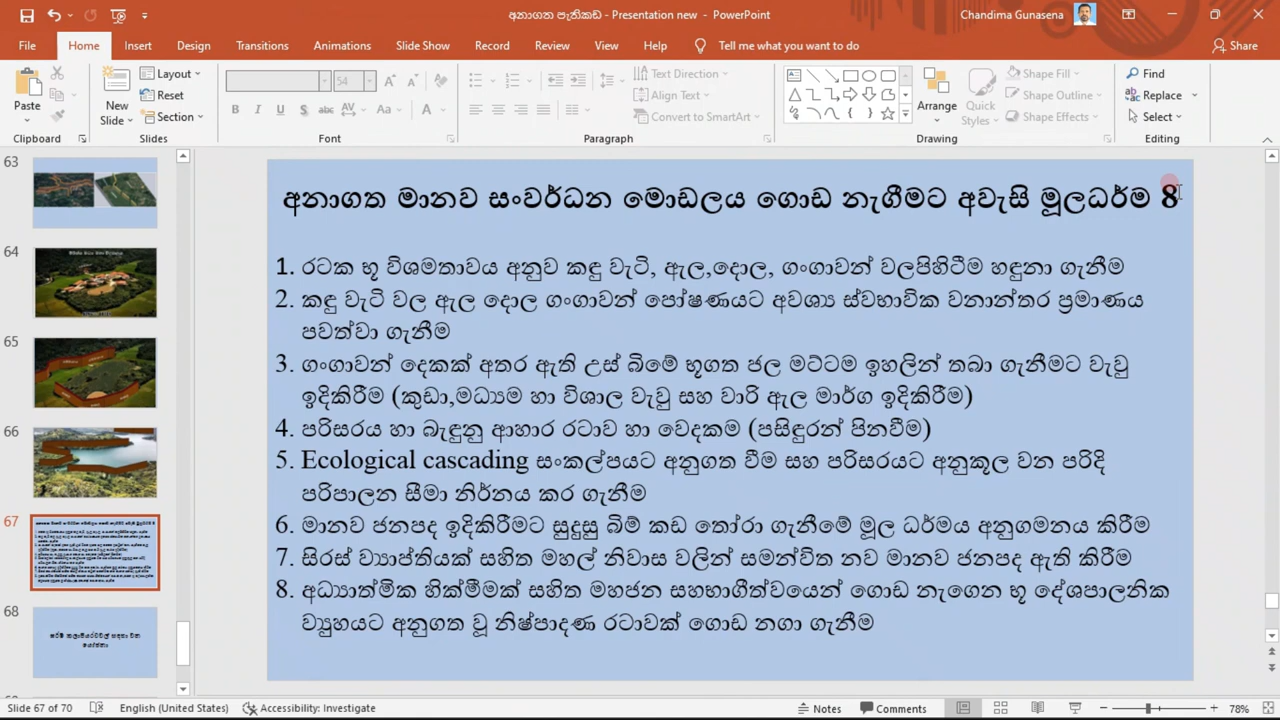 අනාගත පැතිකඩ - Presentation new - PowerPoint
Chandima Gunasena
File Home Insert Design Transitions Animations Slide Show Record Review View Help Tell me what you want to do Share
Paste
New Slide
Layout
Reset
Section
54
B I U S abc AV Aa A
Text Direction
Align Text
Convert to SmartArt
Arrange
Quick Styles
Shape Fill
Shape Outline
Shape Effects
Find
Replace
Select
Clipboard Slides Font Paragraph Drawing Editing
63
64
65
66
67
68
අනාගත මානව සංවර්ධන මොඩලය ගොඩ නැගීමට අවැසි මූලධර්ම 8
1. රටක භූ විශමතාවය අනුව කඳු වැටි, ඇල,දොල, ගංගාවන් වලපිහිටීම හඳුනා ගැනීම
2. කඳු වැටි වල ඇල දොල ගංගාවන් පෝෂණයට අවශ්‍ය ස්වභාවික වනාන්තර ප්‍රමාණය
පවත්වා ගැනීම
3. ගංගාවන් දෙකක් අතර ඇති උස් බිමේ භූගත ජල මට්ටම ඉහලින් තබා ගැනීමට වැවු
ඉදිකිරීම (කුඩා,මධ්‍යම හා විශාල වැවු සහ වාරි ඇල මාර්ග ඉදිකිරීම)
4. පරිසරය හා බැඳුනු ආහාර රටාව හා වෙදකම (පසිඳුරන් පිනවීම)
5. Ecological cascading සංකල්පයට අනුගත වීම සහ පරිසරයට අනුකූල වන පරිදි
පරිපාලන සීමා නිර්නය කර ගැනීම
6. මානව ජනපද ඉදිකිරීමට සුදුසු බිම් කඩ තෝරා ගැනීමේ මූල ධර්මය අනුගමනය කිරීම
7. සිරස් ව්‍යාප්තියක් සහිත මහල් නිවාස වලින් සමන්විත මානව ජනපද ඇති කිරීම
8. අධ්‍යාත්මික හික්මීමක් සහිත මහජන සහභාගීත්වයෙන් ගොඩ නැගෙන භූ දේශපාලනික
ව්‍යුහයට අනුගත වූ නිෂ්පාදණ රටාවක් ගොඩ නගා ගැනීම
Slide 67 of 70 English (United States) Accessibility: Investigate Notes Comments 78%